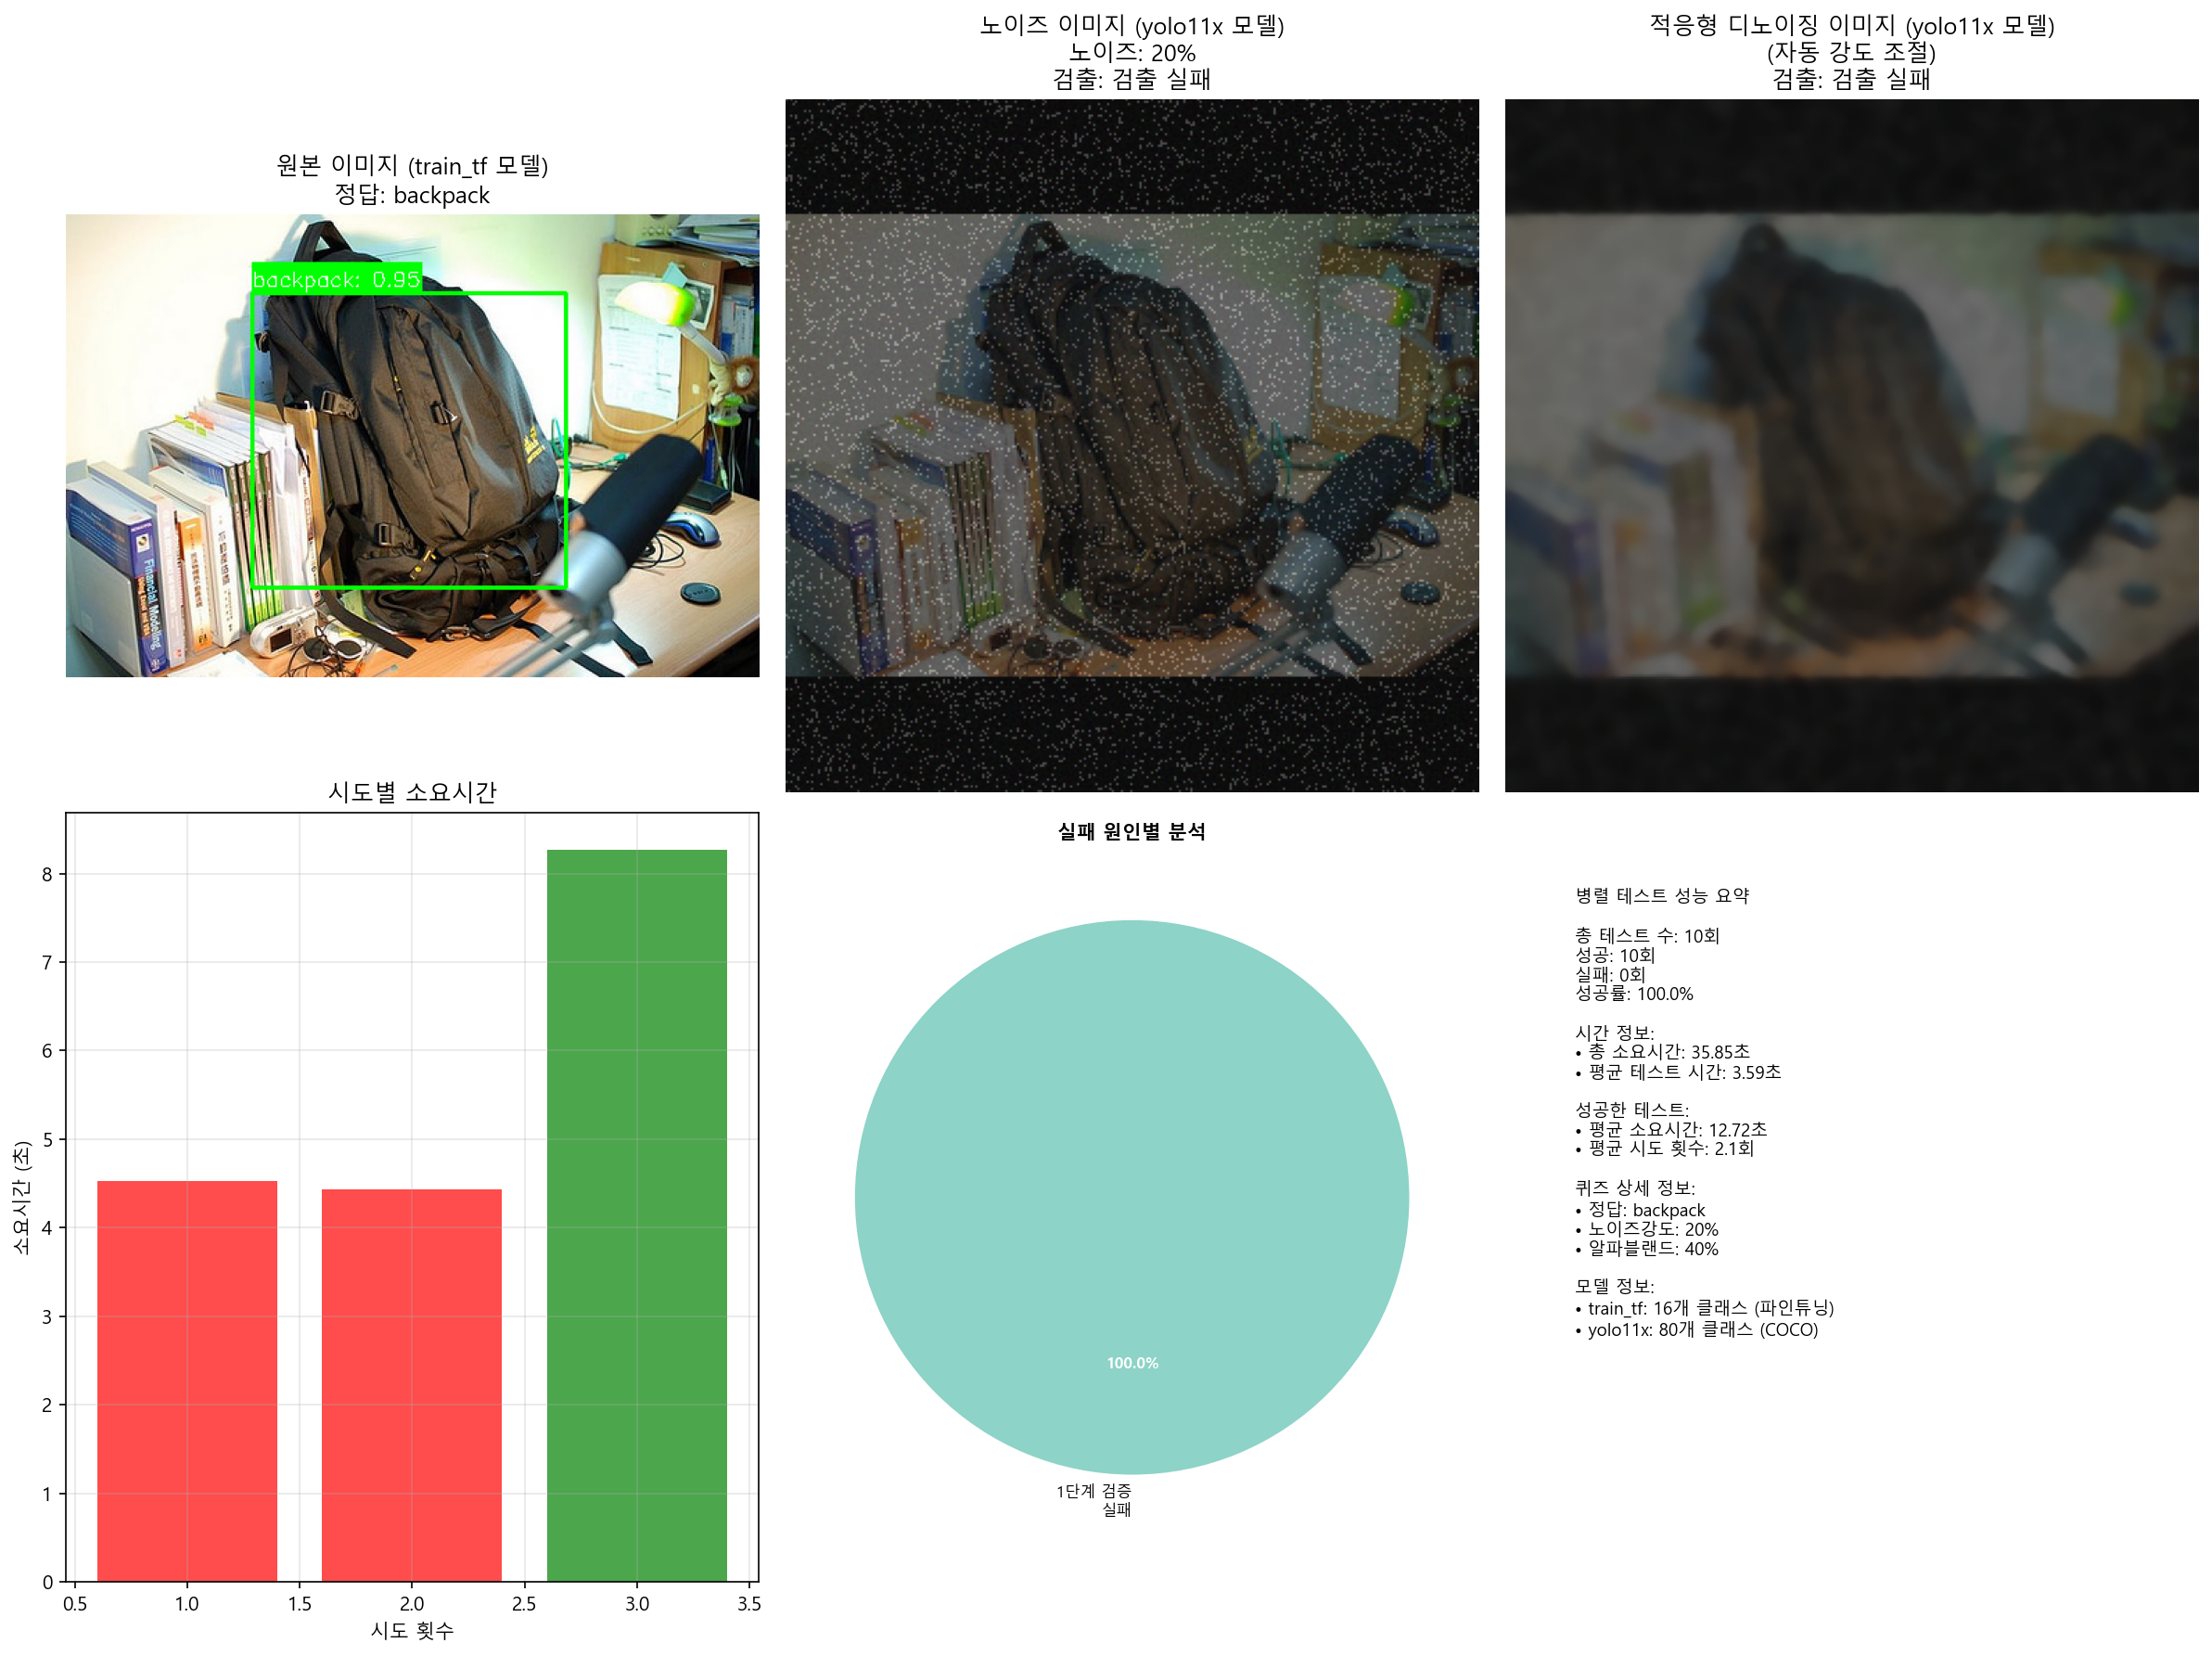 원본 이미지 (train_tf 모델)
정답: backpack
backpack: 0.95
Financial Modeling
노이즈 이미지 (yolo11x 모델)
노이즈: 20%
검출: 검출 실패
적응형 디노이징 이미지 (yolo11x 모델)
(자동 강도 조절)
검출: 검출 실패
시도별 소요시간
소요시간 (초)
8
7
6
5
4
3
2
1
0
0.5 1.0 1.5 2.0 2.5 3.0 3.5
시도 횟수
실패 원인별 분석
100.0%
1단계 검증
실패
병렬 테스트 성능 요약
총 테스트 수: 10회
성공: 10회
실패: 0회
성공률: 100.0%
시간 정보:
• 총 소요시간: 35.85초
• 평균 테스트 시간: 3.59초
성공한 테스트:
• 평균 소요시간: 12.72초
• 평균 시도 횟수: 2.1회
퀴즈 상세 정보:
• 정답: backpack
• 노이즈강도: 20%
• 알파블랜드: 40%
모델 정보:
• train_tf: 16개 클래스 (파인튜닝)
• yolo11x: 80개 클래스 (COCO)